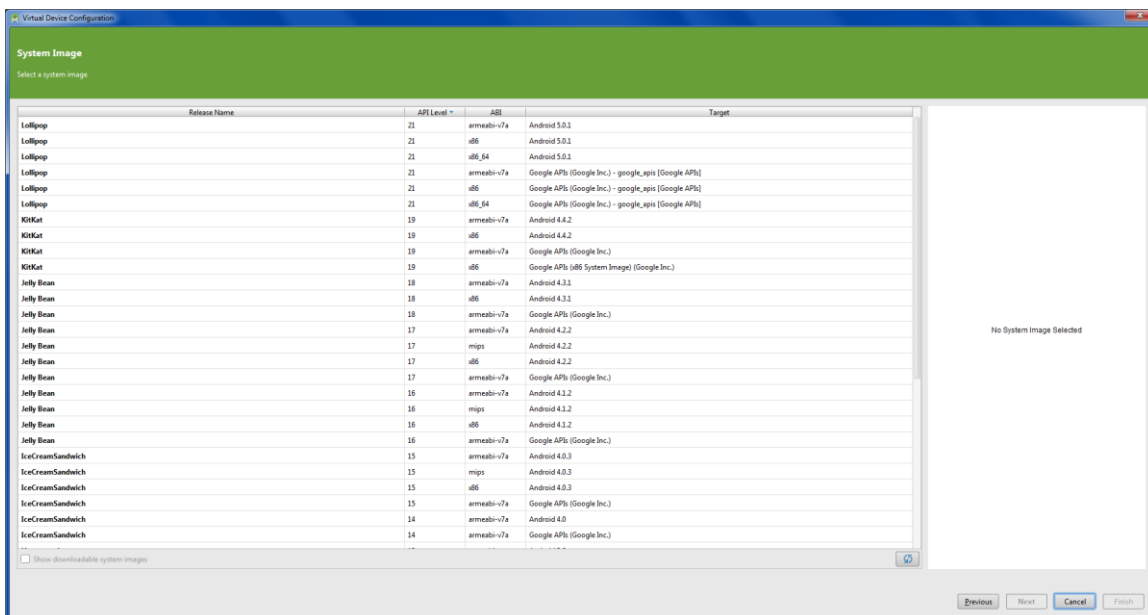 Virtual Device Configuration
System Image
Select a system image
Release Name API Level ABI Target
Lollipop 21 armeabi-v7a Android 5.0.1
Lollipop 21 x86 Android 5.0.1
Lollipop 21 x86_64 Android 5.0.1
Lollipop 21 armeabi-v7a Google APIs (Google Inc.) - google_apis [Google APIs]
Lollipop 21 x86 Google APIs (Google Inc.) - google_apis [Google APIs]
Lollipop 21 x86_64 Google APIs (Google Inc.) - google_apis [Google APIs]
KitKat 19 armeabi-v7a Android 4.4.2
KitKat 19 x86 Android 4.4.2
KitKat 19 armeabi-v7a Google APIs (Google Inc.)
KitKat 19 x86 Google APIs (x86 System Image) (Google Inc.)
Jelly Bean 18 armeabi-v7a Android 4.3.1
Jelly Bean 18 x86 Android 4.3.1
Jelly Bean 18 armeabi-v7a Google APIs (Google Inc.)
Jelly Bean 17 armeabi-v7a Android 4.2.2
Jelly Bean 17 mips Android 4.2.2
Jelly Bean 17 x86 Android 4.2.2
Jelly Bean 17 armeabi-v7a Google APIs (Google Inc.)
Jelly Bean 16 armeabi-v7a Android 4.1.2
Jelly Bean 16 mips Android 4.1.2
Jelly Bean 16 x86 Android 4.1.2
Jelly Bean 16 armeabi-v7a Google APIs (Google Inc.)
IceCreamSandwich 15 armeabi-v7a Android 4.0.3
IceCreamSandwich 15 mips Android 4.0.3
IceCreamSandwich 15 x86 Android 4.0.3
IceCreamSandwich 15 armeabi-v7a Google APIs (Google Inc.)
IceCreamSandwich 14 armeabi-v7a Android 4.0
IceCreamSandwich 14 armeabi-v7a Google APIs (Google Inc.)
No System Image Selected
Show downloadable system images
Previous Next Cancel Finish